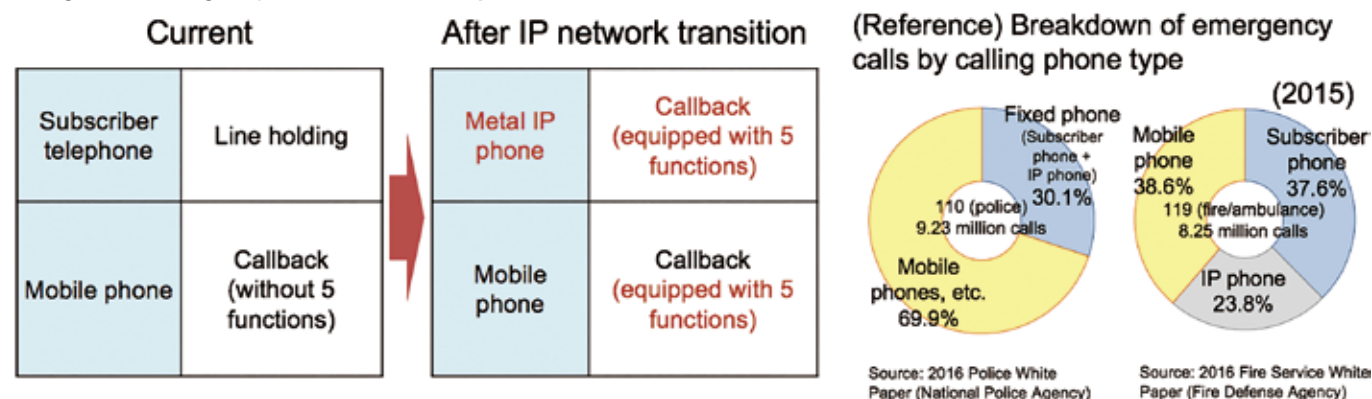 Current
Subscriber
telephone
Line holding
Mobile phone
Callback
(without 5
functions)
After IP network transition
Metal IP
phone
Callback
(equipped with 5
functions)
Mobile
phone
Callback
(equipped with 5
functions)
(Reference) Breakdown of emergency
calls by calling phone type
(2015)
Fixed phone
(Subscriber
phone +
IP phone)
30.1%
110 (police)
9.23 million calls
Mobile
phones, etc.
69.9%
Source: 2016 Police White
Paper (National Police Agency)
Mobile
phone
38.6%
Subscriber
phone
37.6%
119 (fire/ambulance)
8.25 million calls
IP phone
23.8%
Source: 2016 Fire Service White
Paper (Fire Defense Agency)